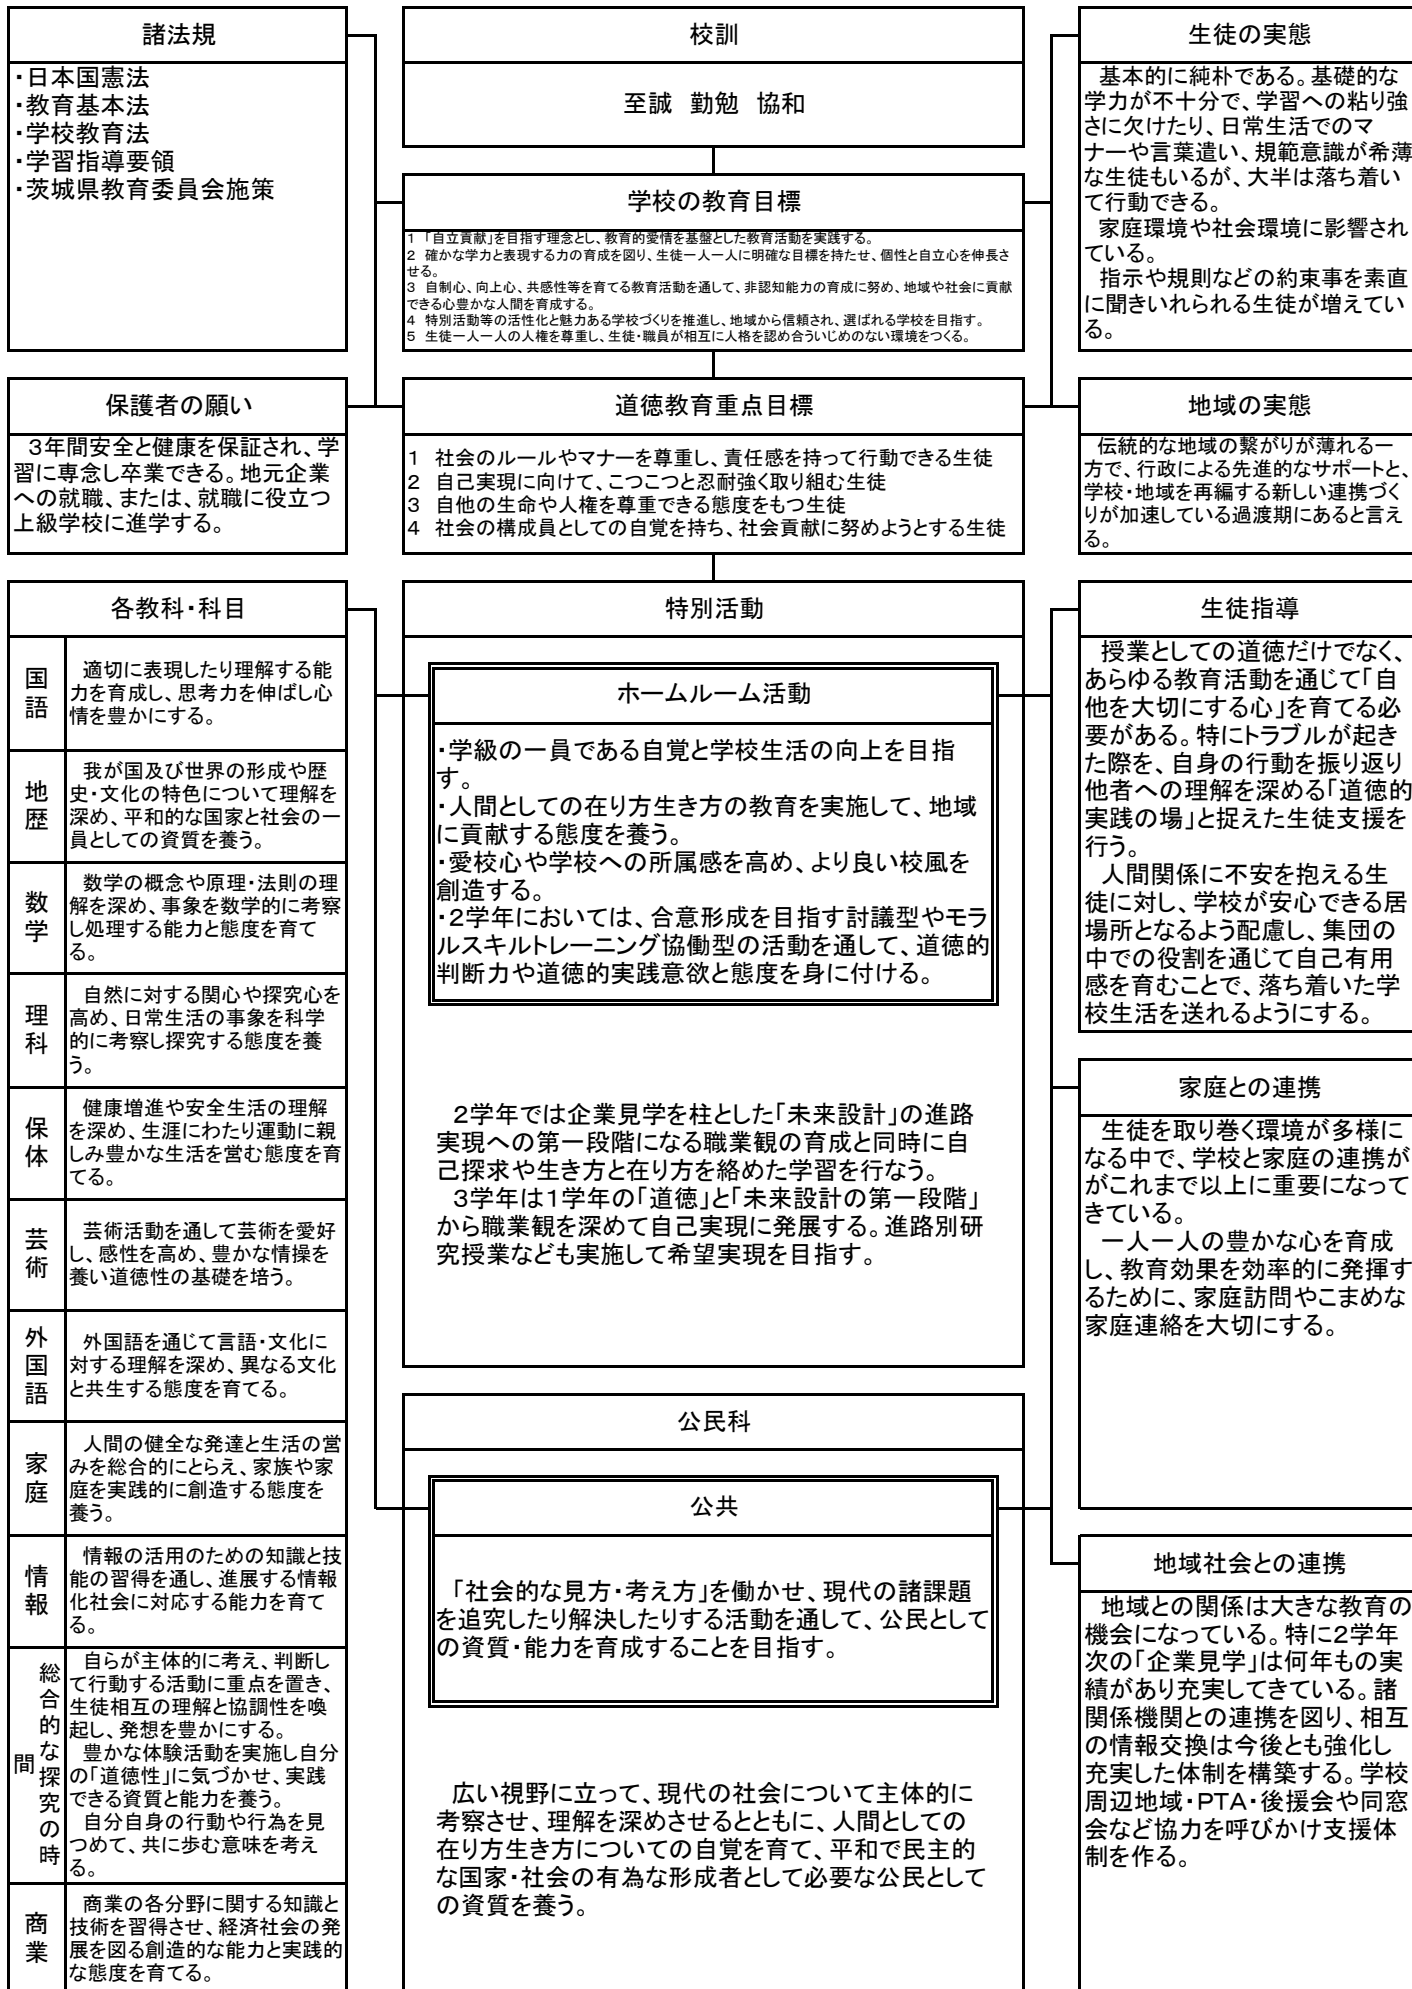 諸法規
・日本国憲法
・教育基本法
・学校教育法
・学習指導要領
・茨城県教育委員会施策
校訓
至誠　勤勉　協和
生徒の実態
基本的に純朴である。基礎的な
学力が不十分で、学習への粘り強
さに欠けたり、日常生活でのマ
ナーや言葉遣い、規範意識が希薄
な生徒もいるが、大半は落ち着い
て行動できる。
家庭環境や社会環境に影響され
ている。
指示や規則などの約束事を素直
に聞きいれられる生徒が増えてい
る。
学校の教育目標
１　「自立貢献」を目指す理念とし、教育的愛情を基盤とした教育活動を実践する。
２　確かな学力と表現する力の育成を図り、生徒一人一人に明確な目標を持たせ、個性と自立心を伸長さ
せる。
３　自制心、向上心、共感性等を育てる教育活動を通して、非認知能力の育成に努め、地域や社会に貢献
できる心豊かな人間を育成する。
４　特別活動等の活性化と魅力ある学校づくりを推進し、地域から信頼され、選ばれる学校を目指す。
５　生徒一人一人の人権を尊重し、生徒・職員が相互に人格を認め合ういじめのない環境をつくる。
保護者の願い
３年間安全と健康を保証され、学
習に専念し卒業できる。地元企業
への就職、または、就職に役立つ
上級学校に進学する。
道徳教育重点目標
１　社会のルールやマナーを尊重し、責任感を持って行動できる生徒
２　自己実現に向けて、こつこつと忍耐強く取り組む生徒
３　自他の生命や人権を尊重できる態度をもつ生徒
４　社会の構成員としての自覚を持ち、社会貢献に努めようとする生徒
地域の実態
伝統的な地域の繋がりが薄れる一
方で、行政による先進的なサポートと、
学校・地域を再編する新しい連携づく
りが加速している過渡期にあると言え
る。
各教科・科目
国語
適切に表現したり理解する能
力を育成し、思考力を伸ばし心
情を豊かにする。
地歴
我が国及び世界の形成や歴
史・文化の特色について理解を
深め、平和的な国家と社会の一
員としての資質を養う。
数学
数学の概念や原理・法則の理
解を深め、事象を数学的に考察
し処理する能力と態度を育て
る。
理科
自然に対する関心や探究心を
高め、日常生活の事象を科学
的に考察し探究する態度を養
う。
保体
健康増進や安全生活の理解
を深め、生涯にわたり運動に親
しみ豊かな生活を営む態度を育
てる。
芸術
芸術活動を通して芸術を愛好
し、感性を高め、豊かな情操を
養い道徳性の基礎を培う。
外国語
外国語を通じて言語・文化に
対する理解を深め、異なる文化
と共生する態度を育てる。
家庭
人間の健全な発達と生活の営
みを総合的にとらえ、家族や家
庭を実践的に創造する態度を
養う。
情報
情報の活用のための知識と技
能の習得を通し、進展する情報
化社会に対応する能力を育て
る。
総合的な探究の時
間
自らが主体的に考え、判断し
て行動する活動に重点を置き、
生徒相互の理解と協調性を喚
起し、発想を豊かにする。
豊かな体験活動を実施し自分
の「道徳性」に気づかせ、実践
できる資質と能力を養う。
自分自身の行動や行為を見
つめて、共に歩む意味を考え
る。
商業
商業の各分野に関する知識と
技術を習得させ、経済社会の発
展を図る創造的な能力と実践的
な態度を育てる。
特別活動
ホームルーム活動
・学級の一員である自覚と学校生活の向上を目指
す。
・人間としての在り方生き方の教育を実施して、地域
に貢献する態度を養う。
・愛校心や学校への所属感を高め、より良い校風を
創造する。
・２学年においては、合意形成を目指す討議型やモラ
ルスキルトレーニング協働型の活動を通して、道徳的
判断力や道徳的実践意欲と態度を身に付ける。
２学年では企業見学を柱とした「未来設計」の進路
実現への第一段階になる職業観の育成と同時に自
己探求や生き方と在り方を絡めた学習を行なう。
３学年は１学年の「道徳」と「未来設計の第一段階」
から職業観を深めて自己実現に発展する。進路別研
究授業なども実施して希望実現を目指す。
公民科
公共
「社会的な見方・考え方」を働かせ、現代の諸課題
を追究したり解決したりする活動を通して、公民として
の資質・能力を育成することを目指す。
広い視野に立って、現代の社会について主体的に
考察させ、理解を深めさせるとともに、人間としての
在り方生き方についての自覚を育て、平和で民主的
な国家・社会の有為な形成者として必要な公民として
の資質を養う。
生徒指導
授業としての道徳だけでなく、
あらゆる教育活動を通じて「自
他を大切にする心」を育てる必
要がある。特にトラブルが起き
た際を、自身の行動を振り返り
他者への理解を深める「道徳的
実践の場」と捉えた生徒支援を
行う。
人間関係に不安を抱える生
徒に対し、学校が安心できる居
場所となるよう配慮し、集団の
中での役割を通じて自己有用
感を育むことで、落ち着いた学
校生活を送れるようにする。
家庭との連携
生徒を取り巻く環境が多様に
なる中で、学校と家庭の連携が
がこれまで以上に重要になって
きている。
一人一人の豊かな心を育成
し、教育効果を効率的に発揮す
るために、家庭訪問やこまめな
家庭連絡を大切にする。
地域社会との連携
地域との関係は大きな教育の
機会になっている。特に２学年
次の「企業見学」は何年もの実
績があり充実してきている。諸
関係機関との連携を図り、相互
の情報交換は今後とも強化し
充実した体制を構築する。学校
周辺地域・PTA・後援会や同窓
会など協力を呼びかけ支援体
制を作る。